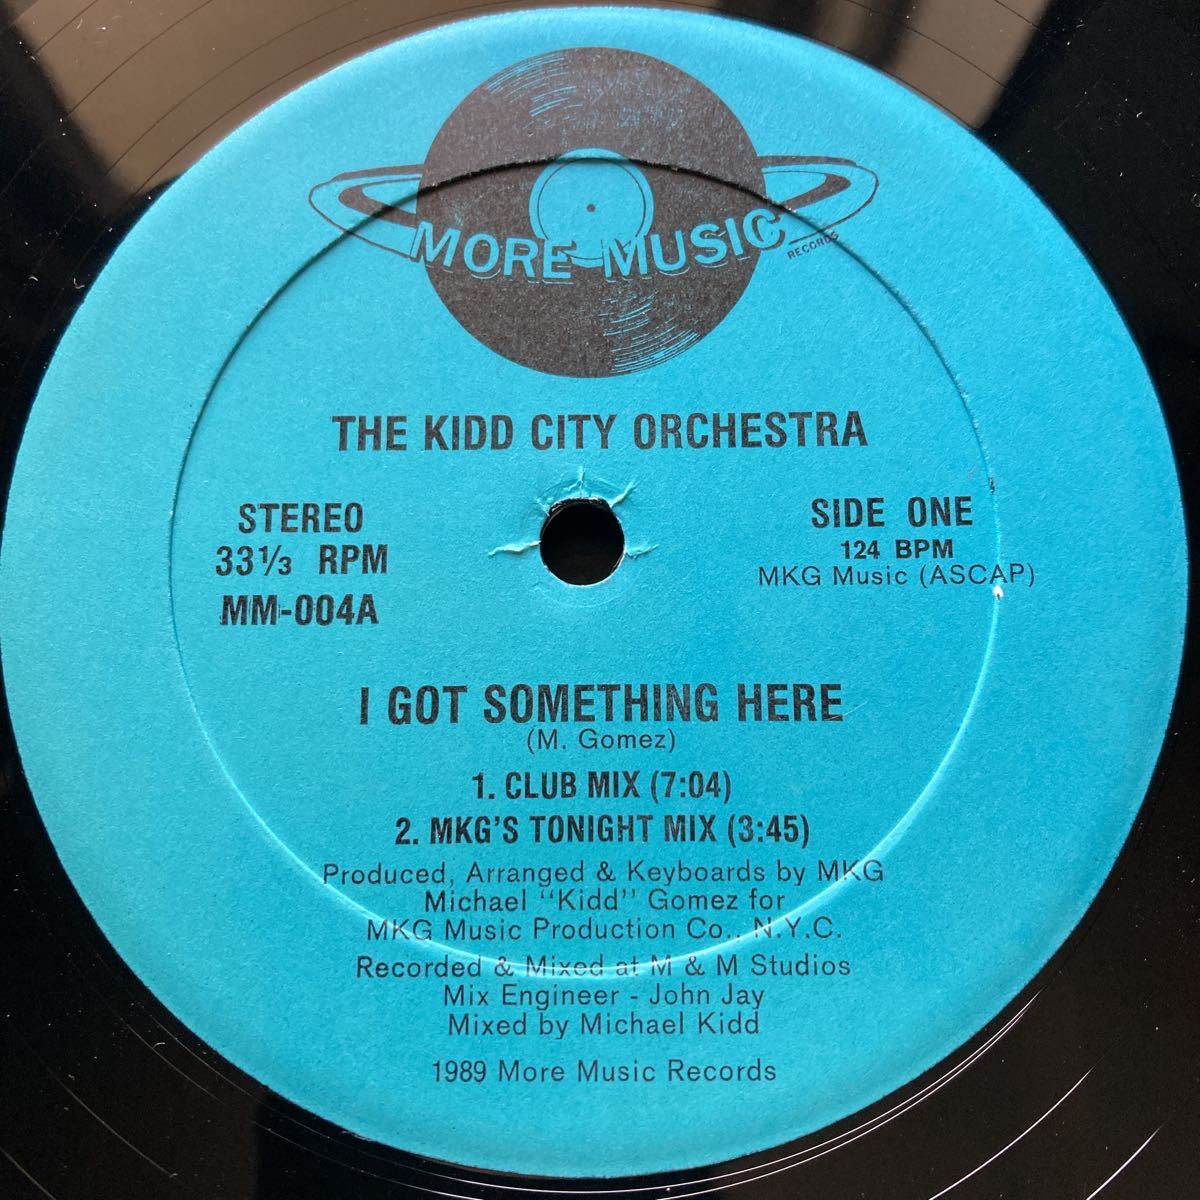 MORE MUSIC
RECORDS
THE KIDD CITY ORCHESTRA
STEREO
33⅓ RPM
MM-004A
SIDE ONE
124 BPM
MKG Music (ASCAP)
I GOT SOMETHING HERE
(M. Gomez)
1. CLUB MIX (7:04)
2. MKG'S TONIGHT MIX (3:45)
Produced, Arranged & Keyboards by MKG
Michael "Kidd" Gomez for
MKG Music Production Co., N.Y.C.
Recorded & Mixed at M & M Studios
Mix Engineer - John Jay
Mixed by Michael Kidd
1989 More Music Records